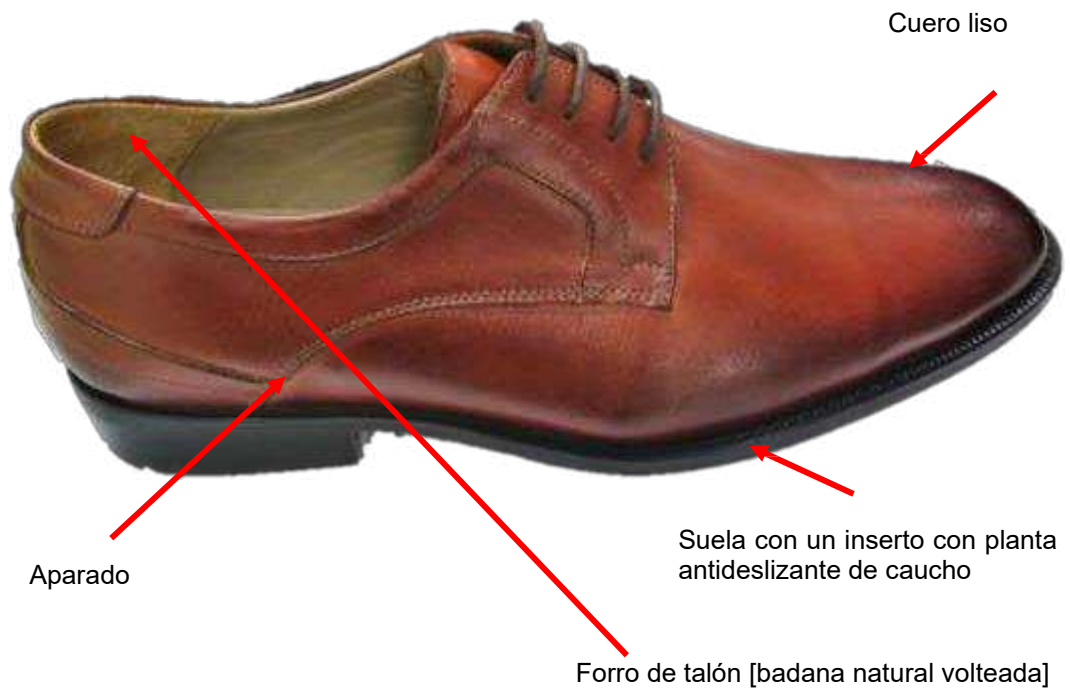 Cuero liso
Suela con un inserto con planta
antideslizante de caucho
Aparado
Forro de talón [badana natural volteada]